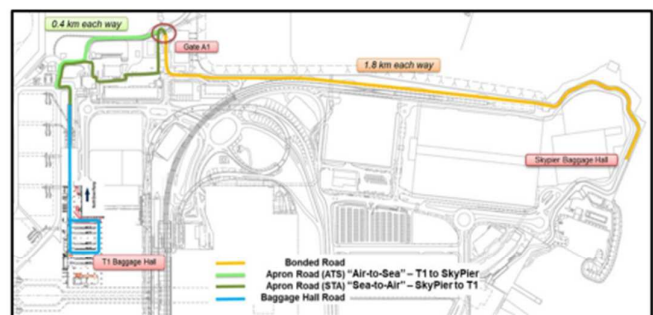 0.4 km each way
Gate A1
1.8 km each way
Skypier Baggage Hall
T1 Baggage Hall
Bonded Road
Apron Road (ATS) "Air-to-Sea" – T1 to SkyPier
Apron Road (STA) "Sea-to-Air" – SkyPier to T1
Baggage Hall Road